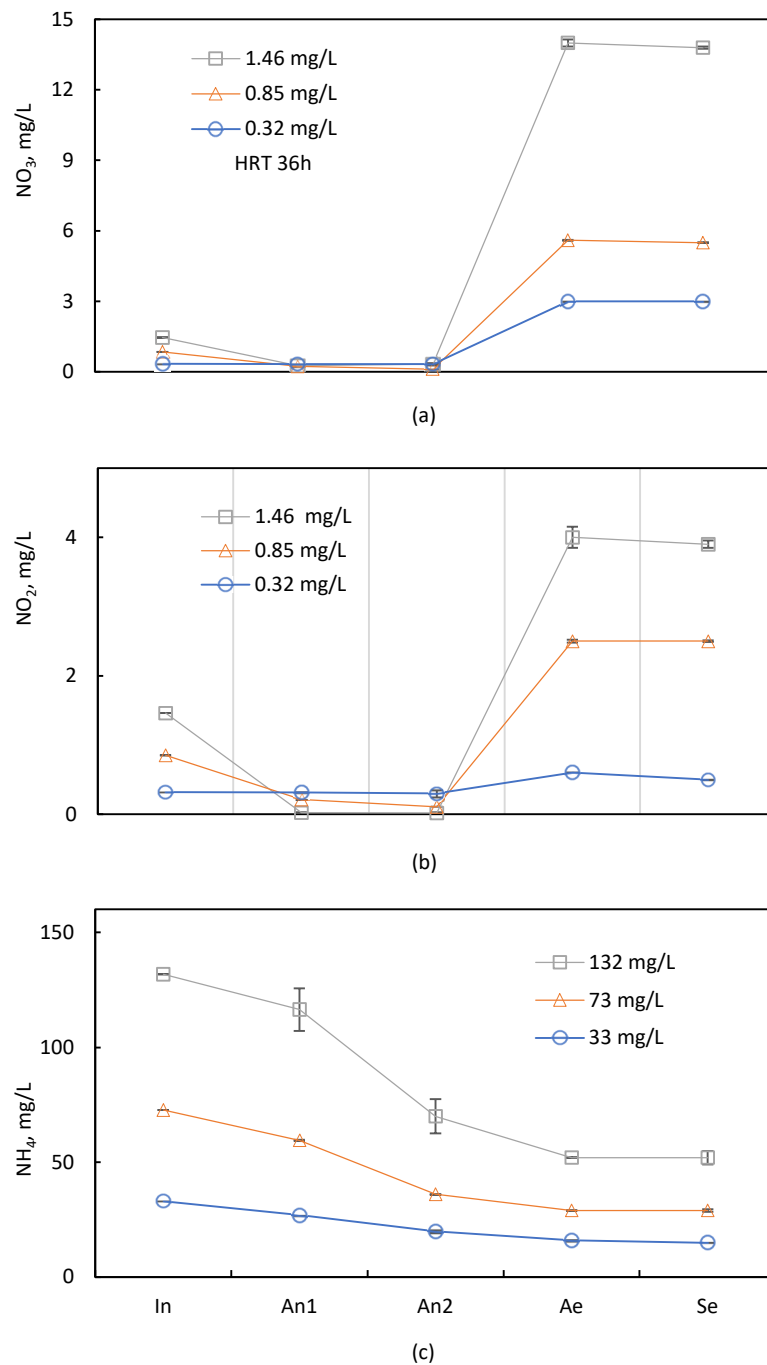 15
12
9
6
3
0
NO3, mg/L
1.46 mg/L
0.85 mg/L
0.32 mg/L
HRT 36h
(a)
4
2
0
NO2, mg/L
1.46 mg/L
0.85 mg/L
0.32 mg/L
(b)
150
100
50
0
NH4, mg/L
132 mg/L
73 mg/L
33 mg/L
In An1 An2 Ae Se
(c)